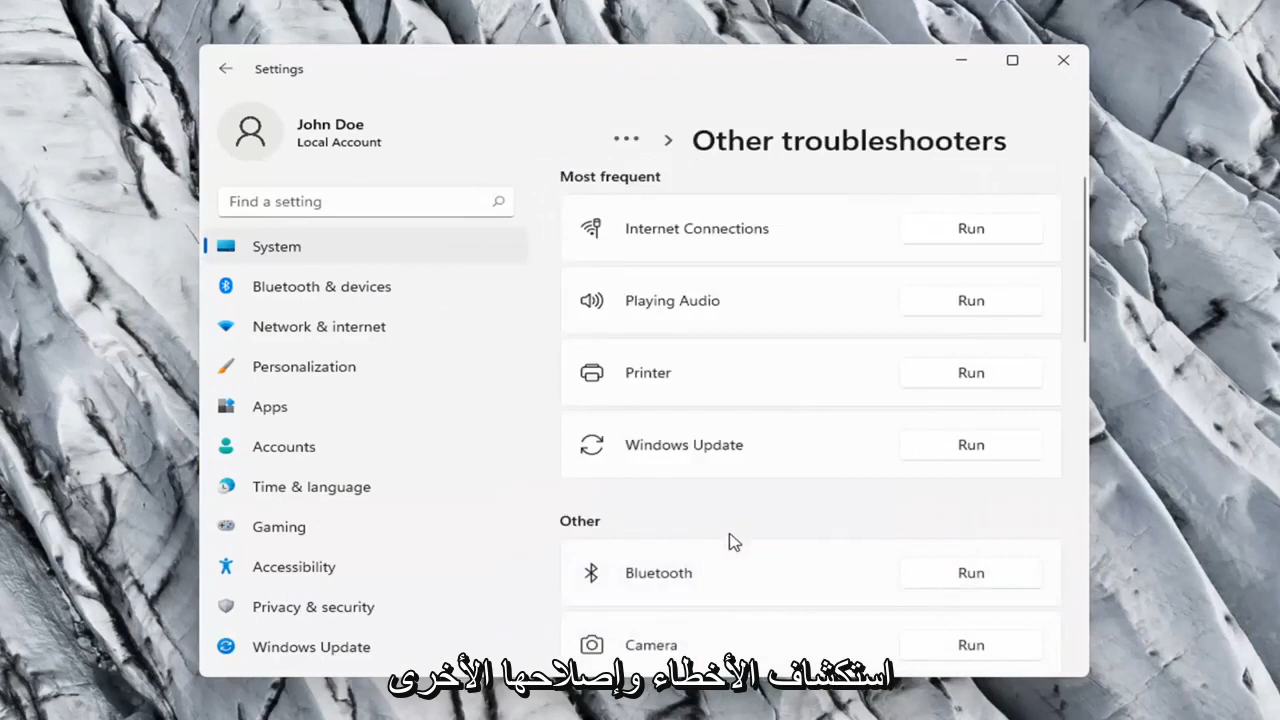 Settings
John Doe
Local Account
Find a setting
System
Bluetooth & devices
Network & internet
Personalization
Apps
Accounts
Time & language
Gaming
Accessibility
Privacy & security
Windows Update
... > Other troubleshooters
Most frequent
Internet Connections Run
Playing Audio Run
Printer Run
Windows Update Run
Other
Bluetooth Run
Camera Run
استكشاف الأخطاء وإصلاحها الأخرى